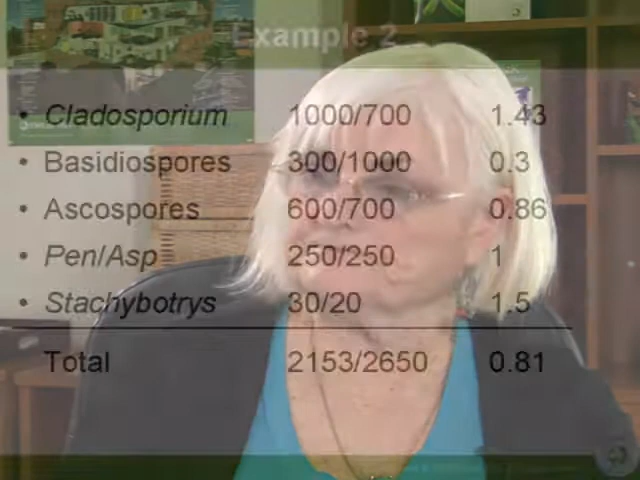 Example 2
• Cladosporium 1000/700 1.43
• Basidiospores 300/1000 0.3
• Ascospores 600/700 0.86
• Pen/Asp 250/250 1
• Stachybotrys 30/20 1.5
Total 2153/2650 0.81